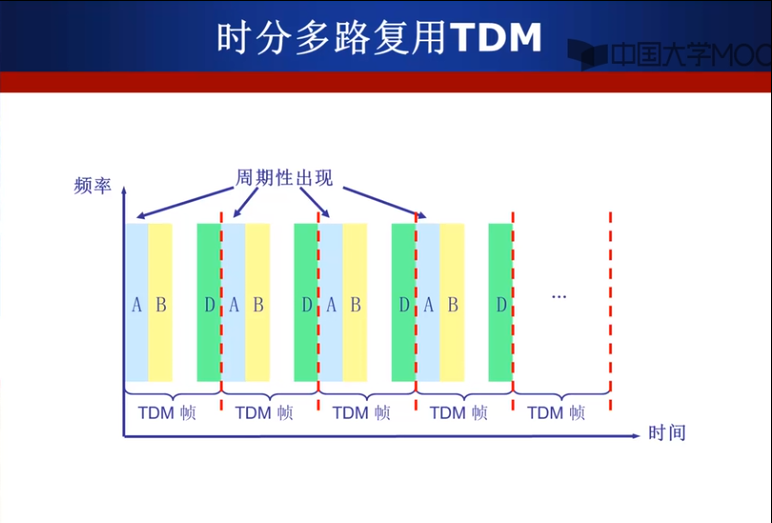 时分多路复用TDM
中国大学MOC
周期性出现
频率
A B D A B D A B D A B D ...
TDM 帧 TDM 帧 TDM 帧 TDM 帧 TDM 帧
时间